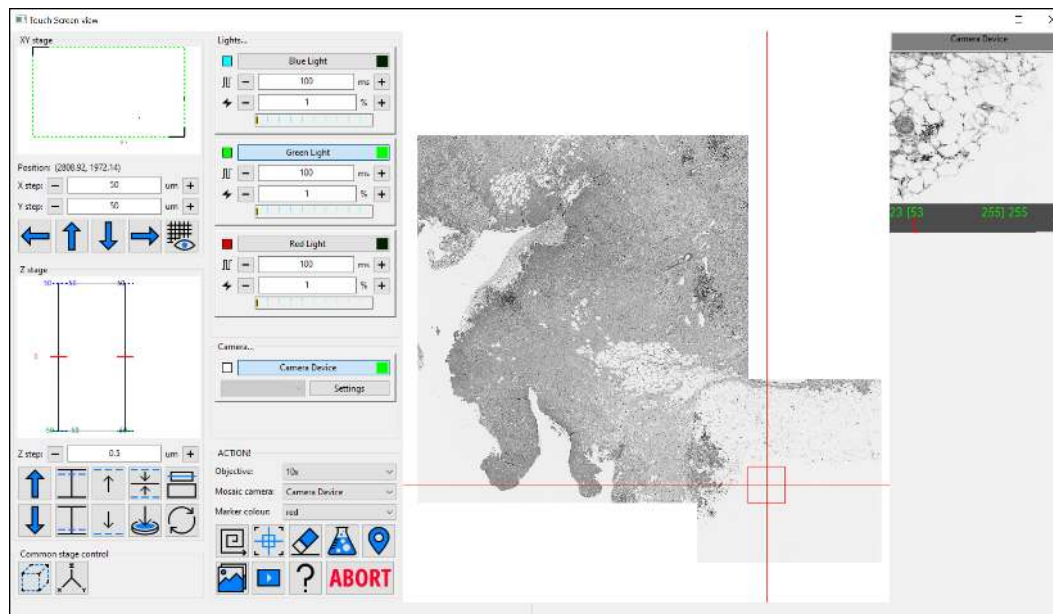 Touch Screen view
XY stage
Position: (2808.92, 1972.14)
X step: 50 um
Y step: 50 um
Z stage
0
Z step: 0.5 um
Common stage control
Lights...
Blue Light
100 ms
1 %
Green Light
100 ms
1 %
Red Light
100 ms
1 %
Camera...
Camera Device
Settings
ACTION!
Objective: 10x
Mosaic camera: Camera Device
Marker colour: red
?
ABORT
Camera Device
23 [53 255] 255